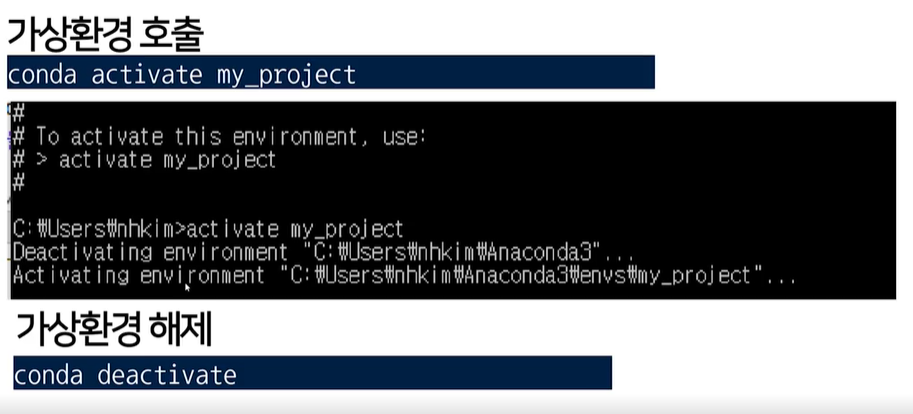 가상환경 호출
conda activate my_project
#
# To activate this environment, use:
# > activate my_project
#
C:₩Users₩nhkim>activate my_project
Deactivating environment "C:₩Users₩nhkim₩Anaconda3"...
Activating environment "C:₩Users₩nhkim₩Anaconda3₩envs₩my_project"...
가상환경 해제
conda deactivate